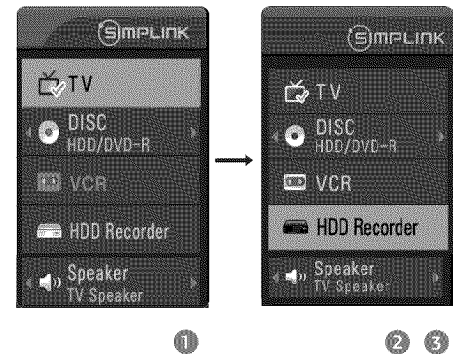 SIMPLINK
TV
DISC
HDD/DVD-R
VCR
HDD Recorder
Speaker
TV Speaker
SIMPLINK
TV
DISC
HDD/DVD-R
VCR
HDD Recorder
Speaker
TV Speaker
1
2 3